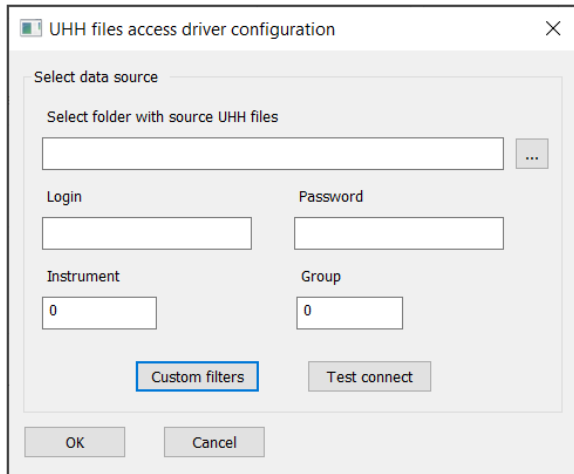 UHH files access driver configuration
Select data source
Select folder with source UHH files
...
Login Password
Instrument Group
0 0
Custom filters Test connect
OK Cancel